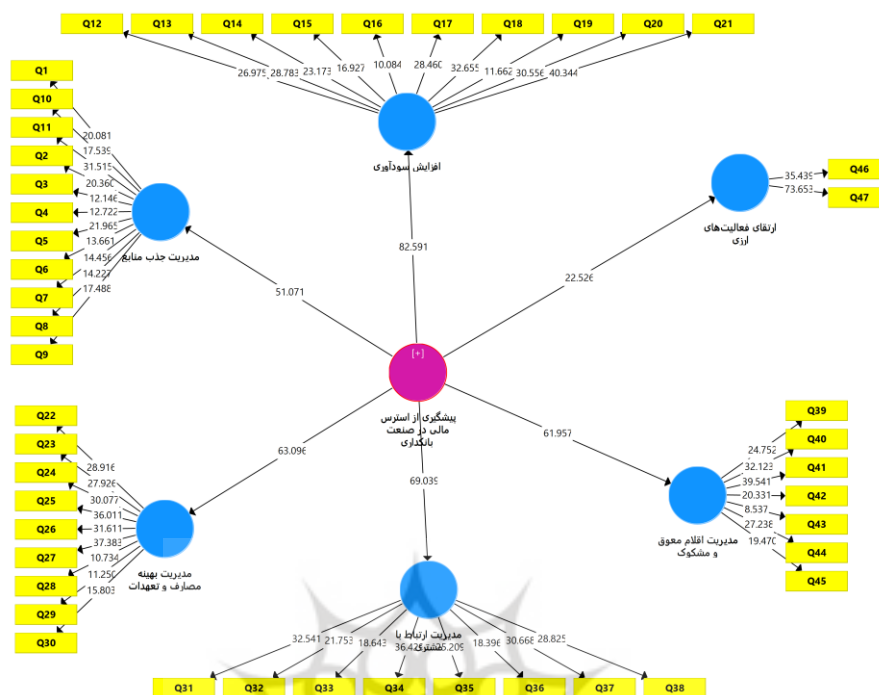 Q12 Q13 Q14 Q15 Q16 Q17 Q18 Q19 Q20 Q21
26.975 28.783 23.173 16.927 10.084 28.460 32.655 11.662 30.556 40.344
افزایش سودآوری
Q1
Q10
Q11
Q2
Q3
Q4
Q5
Q6
Q7
Q8
Q9
20.081
17.539
31.515
20.360
12.146
12.722
21.965
13.661
14.456
14.227
17.488
مدیریت جذب منابع
Q46
Q47
35.439
73.653
ارتقای فعالیت‌های
ارزی
82.591
22.526
51.071
[+]
پیشگیری از استرس
مالی در صنعت
بانکداری
63.096
69.039
61.957
Q22
Q23
Q24
Q25
Q26
Q27
Q28
Q29
Q30
28.916
27.926
30.077
36.011
31.611
37.383
10.734
11.250
15.803
مدیریت بهینه
مصارف و تعهدات
Q39
Q40
Q41
Q42
Q43
Q44
Q45
24.752
32.123
39.541
20.331
8.537
27.238
19.470
مدیریت اقلام معوق
و مشکوک
مدیریت ارتباط با
مشتری
32.541 21.753 18.643 25.209 18.396 30.668 28.829
Q31 Q32 Q33 Q34 Q35 Q36 Q37 Q38